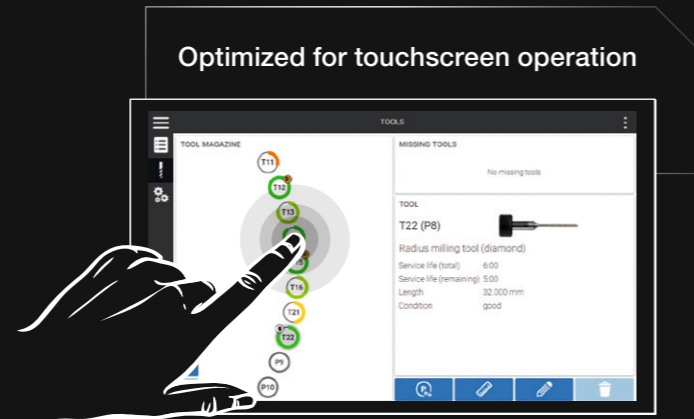 Optimized for touchscreen operation
TOOLS
TOOL MAGAZINE
T11
T12
T13
T16
T21
T22
P9
P10
MISSING TOOLS
No missing tools
TOOL
T22 (P8)
Radius milling tool (diamond)
Service life (total) 6:00
Service life (remaining) 5:00
Length 32.000 mm
Condition good